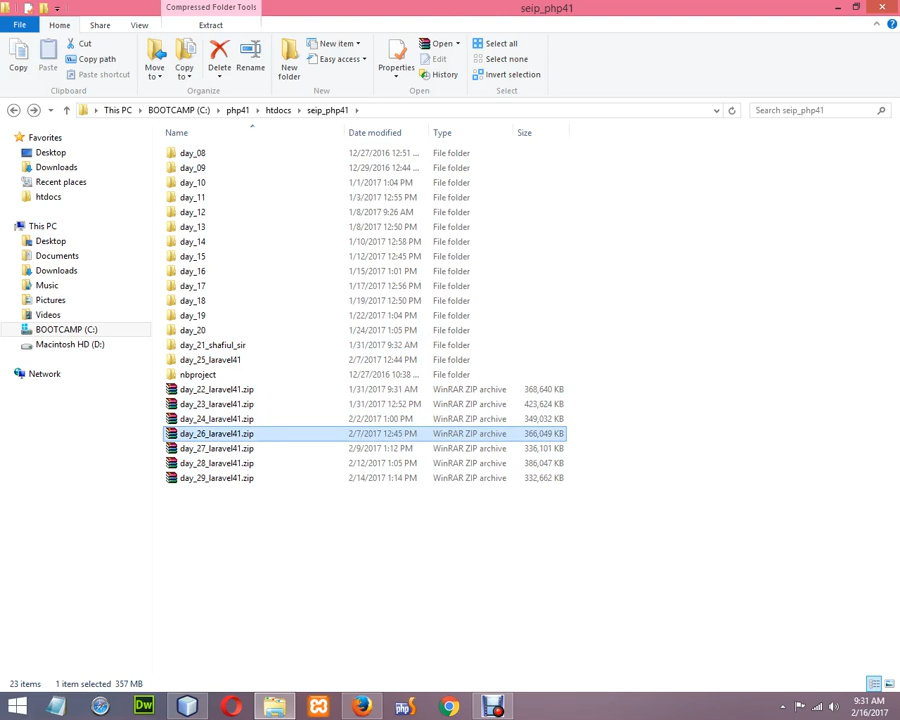 Compressed Folder Tools
seip_php41
File Home Share View Extract
Copy
Paste
Cut
Copy path
Paste shortcut
Clipboard
Move to
Copy to
Delete
Rename
Organize
New folder
New item
Easy access
New
Properties
Open
Edit
History
Open
Select all
Select none
Invert selection
Select
This PC BOOTCAMP (C:) php41 htdocs seip_php41
Search seip_php41
Favorites
Desktop
Downloads
Recent places
htdocs
This PC
Desktop
Documents
Downloads
Music
Pictures
Videos
BOOTCAMP (C:)
Macintosh HD (D:)
Network
Name Date modified Type Size
day_08 12/27/2016 12:51 ... File folder
day_09 12/29/2016 12:44 ... File folder
day_10 1/1/2017 1:04 PM File folder
day_11 1/3/2017 12:55 PM File folder
day_12 1/8/2017 9:26 AM File folder
day_13 1/8/2017 12:50 PM File folder
day_14 1/10/2017 12:58 PM File folder
day_15 1/12/2017 12:45 PM File folder
day_16 1/15/2017 1:01 PM File folder
day_17 1/17/2017 12:56 PM File folder
day_18 1/19/2017 12:50 PM File folder
day_19 1/22/2017 1:04 PM File folder
day_20 1/24/2017 1:05 PM File folder
day_21_shafiul_sir 1/31/2017 9:32 AM File folder
day_25_laravel41 2/7/2017 12:44 PM File folder
nbproject 12/27/2016 10:38 ... File folder
day_22_laravel41.zip 1/31/2017 9:31 AM WinRAR ZIP archive 368,640 KB
day_23_laravel41.zip 1/31/2017 12:52 PM WinRAR ZIP archive 423,624 KB
day_24_laravel41.zip 2/2/2017 1:00 PM WinRAR ZIP archive 349,032 KB
day_26_laravel41.zip 2/7/2017 12:45 PM WinRAR ZIP archive 366,049 KB
day_27_laravel41.zip 2/9/2017 1:12 PM WinRAR ZIP archive 336,101 KB
day_28_laravel41.zip 2/12/2017 1:05 PM WinRAR ZIP archive 386,047 KB
day_29_laravel41.zip 2/14/2017 1:14 PM WinRAR ZIP archive 332,662 KB
23 items 1 item selected 357 MB
Dw
php
9:31 AM
2/16/2017